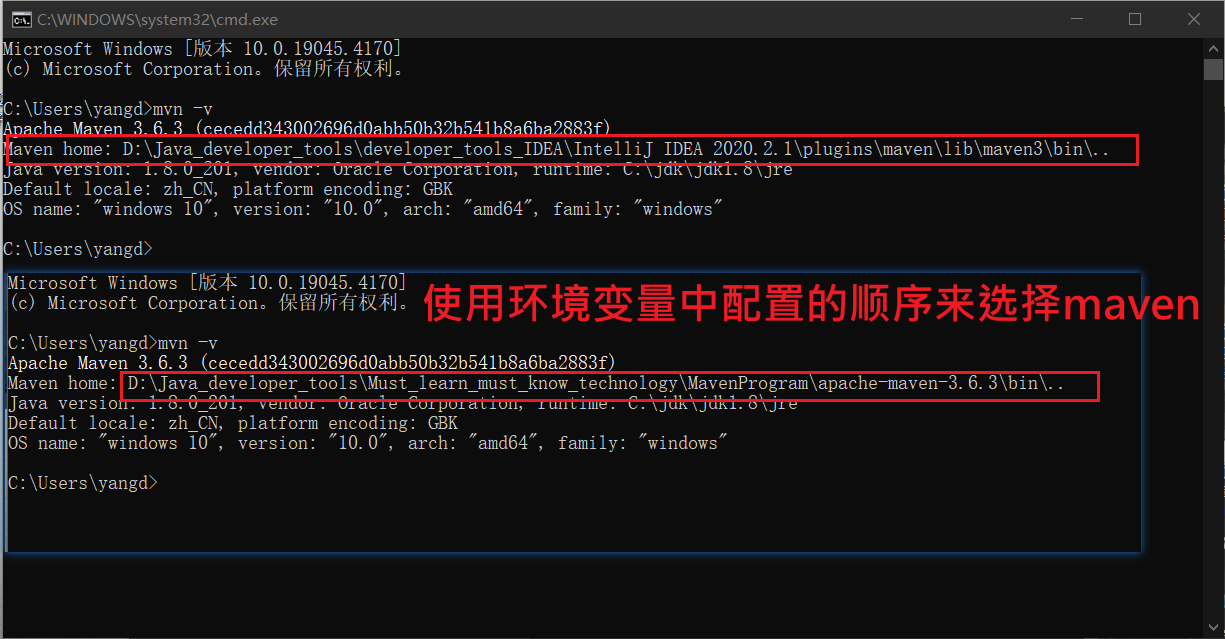 C:\WINDOWS\system32\cmd.exe
Microsoft Windows [版本 10.0.19045.4170]
(c) Microsoft Corporation。保留所有权利。
C:\Users\yangd>mvn -v
Apache Maven 3.6.3 (cecedd343002696d0abb50b32b541b8a6ba2883f)
Maven home: D:\Java_developer_tools\developer_tools_IDEA\IntelliJ IDEA 2020.2.1\plugins\maven\lib\maven3\bin\..
Java version: 1.8.0_201, vendor: Oracle Corporation, runtime: C:\jdk\jdk1.8\jre
Default locale: zh_CN, platform encoding: GBK
OS name: "windows 10", version: "10.0", arch: "amd64", family: "windows"
C:\Users\yangd>
Microsoft Windows [版本 10.0.19045.4170]
(c) Microsoft Corporation。保留所有权利。
使用环境变量中配置的顺序来选择maven
C:\Users\yangd>mvn -v
Apache Maven 3.6.3 (cecedd343002696d0abb50b32b541b8a6ba2883f)
Maven home: D:\Java_developer_tools\Must_learn_must_know_technology\MavenProgram\apache-maven-3.6.3\bin\..
Java version: 1.8.0_201, vendor: Oracle Corporation, runtime: C:\jdk\jdk1.8\jre
Default locale: zh_CN, platform encoding: GBK
OS name: "windows 10", version: "10.0", arch: "amd64", family: "windows"
C:\Users\yangd>